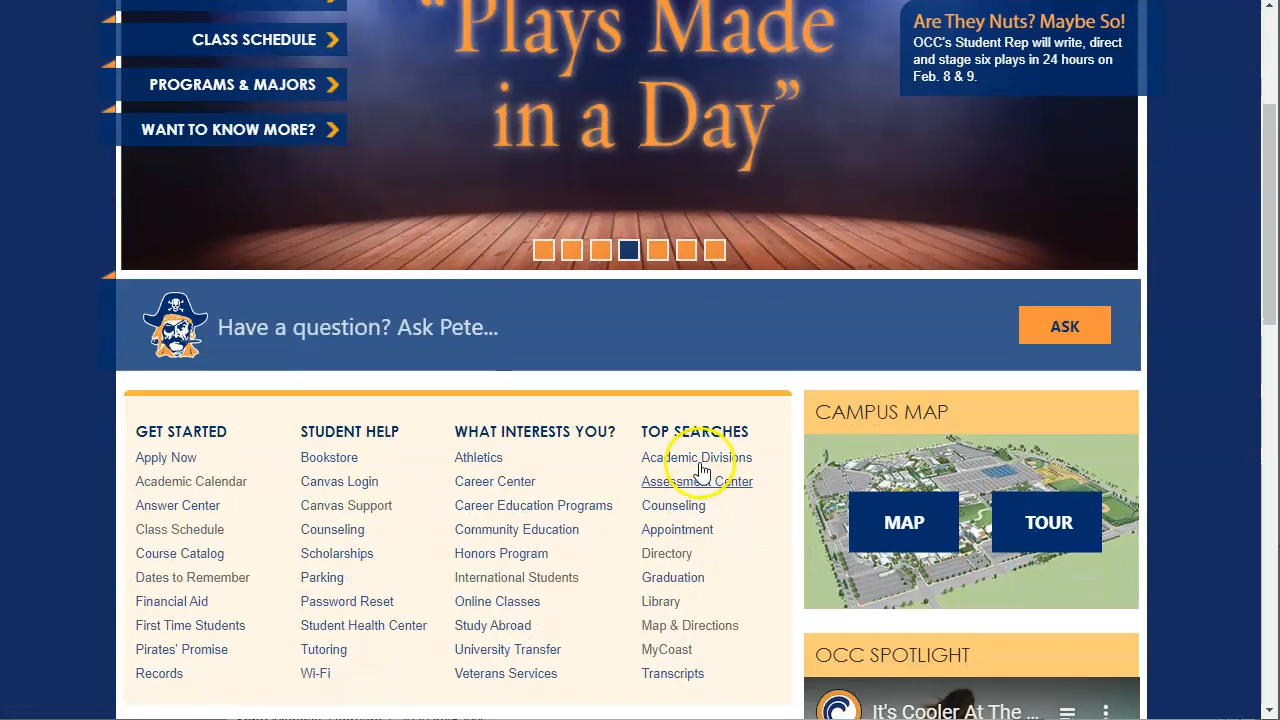 CLASS SCHEDULE
PROGRAMS & MAJORS
WANT TO KNOW MORE?
“Plays Made
in a Day”
Are They Nuts? Maybe So!
OCC's Student Rep will write, direct
and stage six plays in 24 hours on
Feb. 8 & 9.
Have a question? Ask Pete...
ASK
GET STARTED
Apply Now
Academic Calendar
Answer Center
Class Schedule
Course Catalog
Dates to Remember
Financial Aid
First Time Students
Pirates' Promise
Records
STUDENT HELP
Bookstore
Canvas Login
Canvas Support
Counseling
Scholarships
Parking
Password Reset
Student Health Center
Tutoring
Wi-Fi
WHAT INTERESTS YOU?
Athletics
Career Center
Career Education Programs
Community Education
Honors Program
International Students
Online Classes
Study Abroad
University Transfer
Veterans Services
TOP SEARCHES
Academic Divisions
Assessment Center
Counseling
Appointment
Directory
Graduation
Library
Map & Directions
MyCoast
Transcripts
CAMPUS MAP
MAP
TOUR
OCC SPOTLIGHT
It's Cooler At The ...